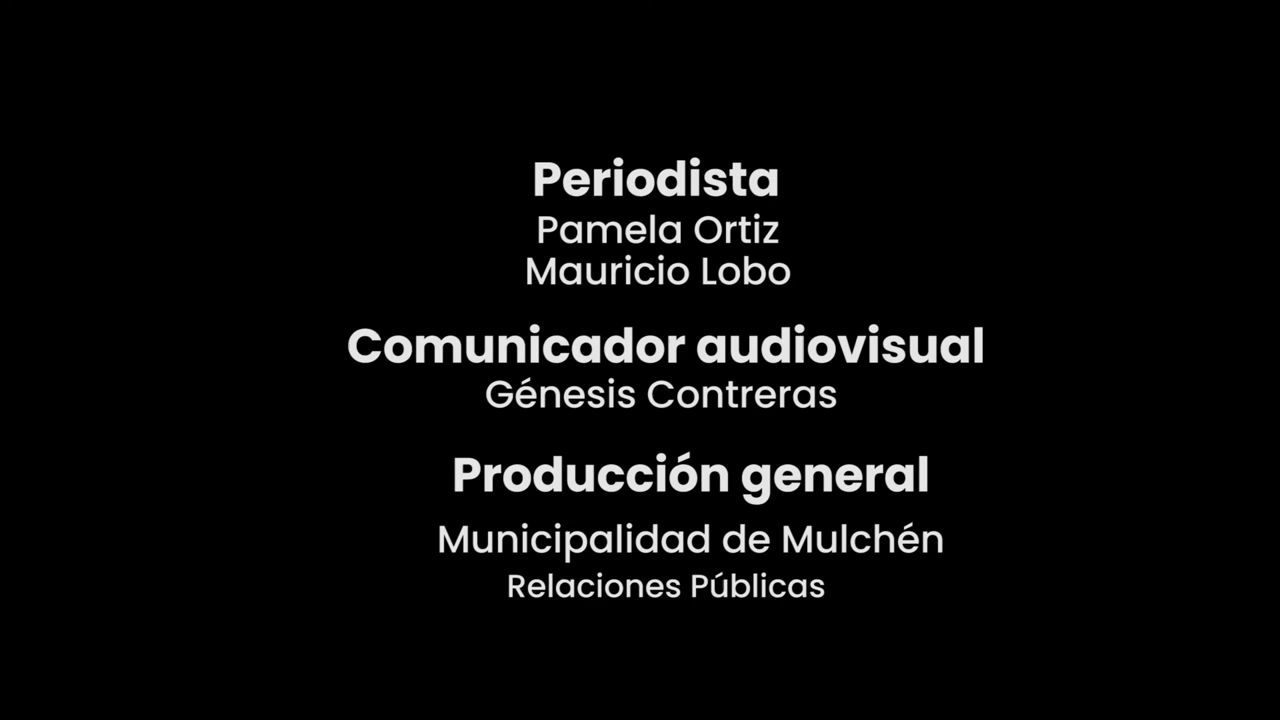 Periodista
Pamela Ortiz
Mauricio Lobo
Comunicador audiovisual
Génesis Contreras
Producción general
Municipalidad de Mulchén
Relaciones Públicas